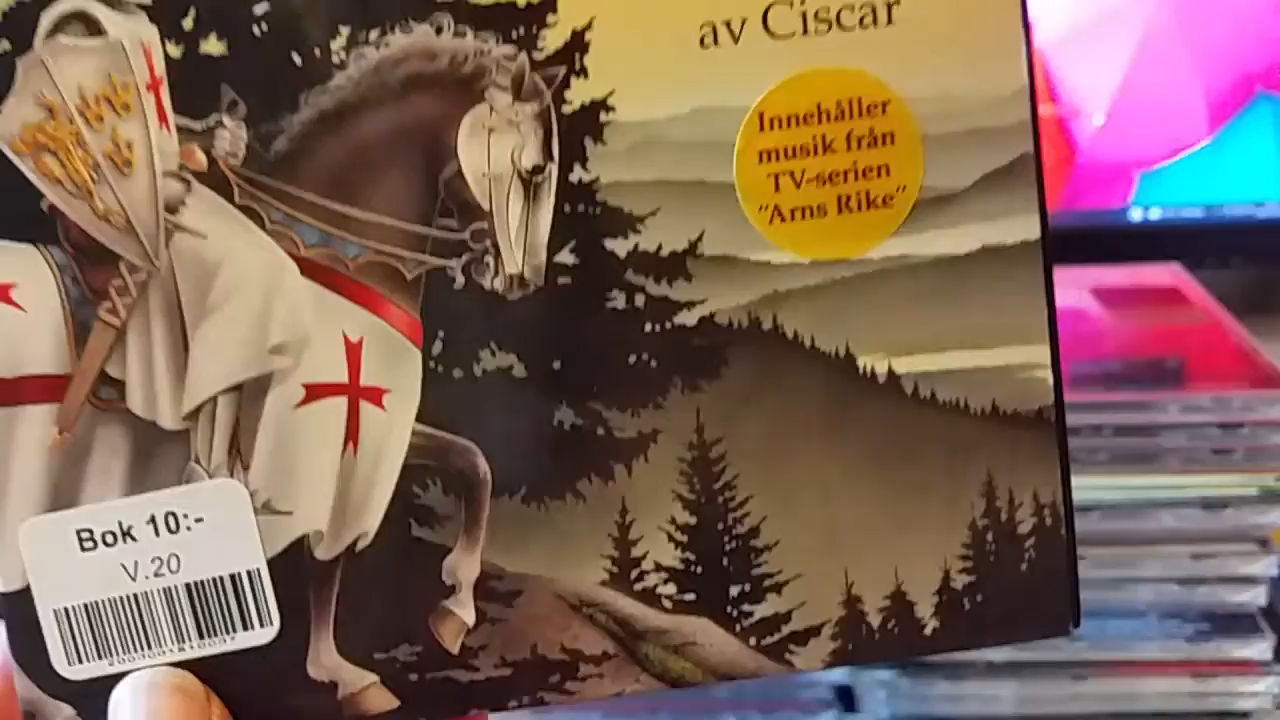 av Ciscar
Innehåller
musik från
TV-serien
"Arns Rike"
Bok 10:-
V.20